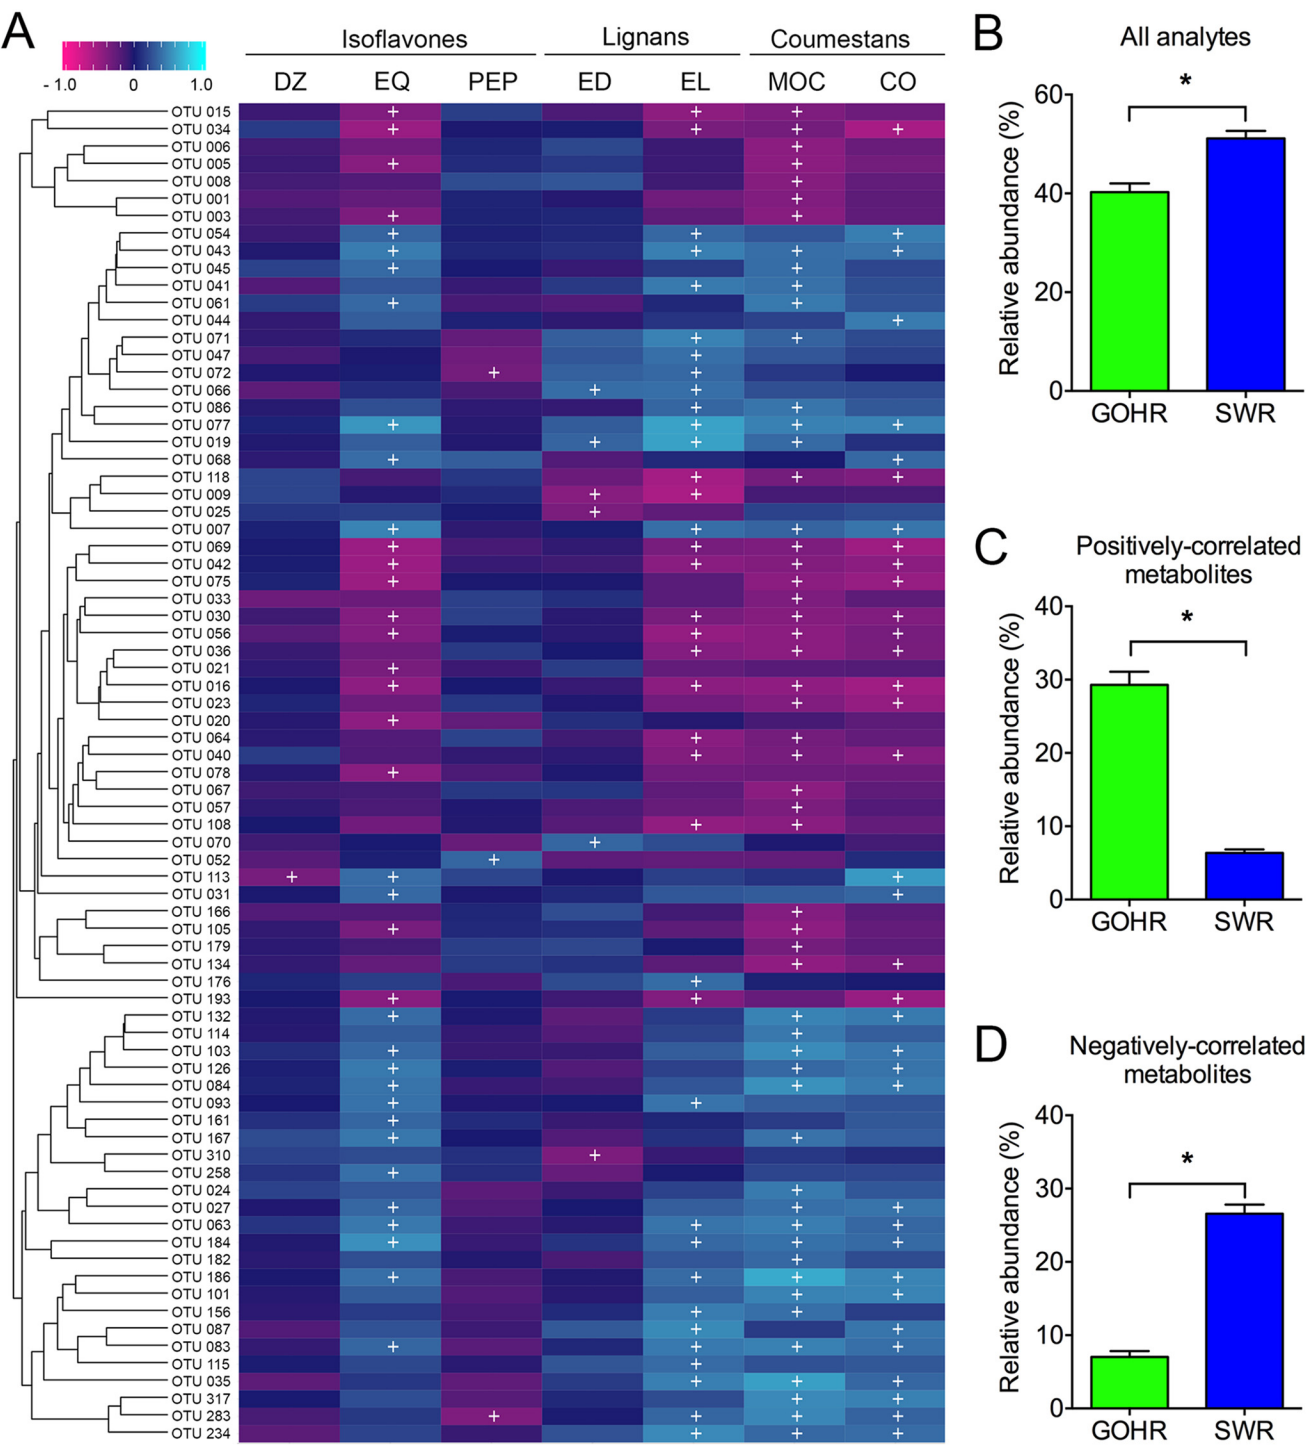 A
- 1.0 0 1.0
Isoflavones Lignans Coumestans
DZ EQ PEP ED EL MOC CO
OTU 015
OTU 034
OTU 006
OTU 005
OTU 008
OTU 001
OTU 003
OTU 054
OTU 043
OTU 045
OTU 041
OTU 061
OTU 044
OTU 071
OTU 047
OTU 072
OTU 066
OTU 086
OTU 077
OTU 019
OTU 068
OTU 118
OTU 009
OTU 025
OTU 007
OTU 069
OTU 042
OTU 075
OTU 033
OTU 030
OTU 056
OTU 036
OTU 021
OTU 016
OTU 023
OTU 020
OTU 064
OTU 040
OTU 078
OTU 067
OTU 057
OTU 108
OTU 070
OTU 052
OTU 113
OTU 031
OTU 166
OTU 105
OTU 179
OTU 134
OTU 176
OTU 193
OTU 132
OTU 114
OTU 103
OTU 126
OTU 084
OTU 093
OTU 161
OTU 167
OTU 310
OTU 258
OTU 024
OTU 027
OTU 063
OTU 184
OTU 182
OTU 186
OTU 101
OTU 156
OTU 087
OTU 083
OTU 115
OTU 035
OTU 317
OTU 283
OTU 234
B
All analytes
*
Relative abundance (%)
60
40
20
0
GOHR SWR
C
Positively-correlated
metabolites
*
Relative abundance (%)
40
30
20
10
0
GOHR SWR
D
Negatively-correlated
metabolites
*
Relative abundance (%)
40
30
20
10
0
GOHR SWR